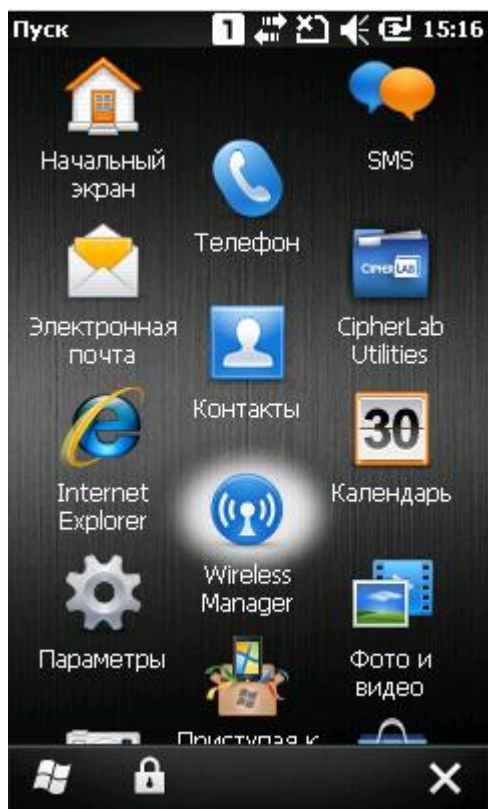 Пуск 1 15:16
Начальный
экран
SMS
Телефон
Электронная
почта
CIPHERLAB
CipherLab
Utilities
Контакты
30
Internet
Explorer
Календарь
Wireless
Manager
Параметры
Фото и
видео
Приступая к